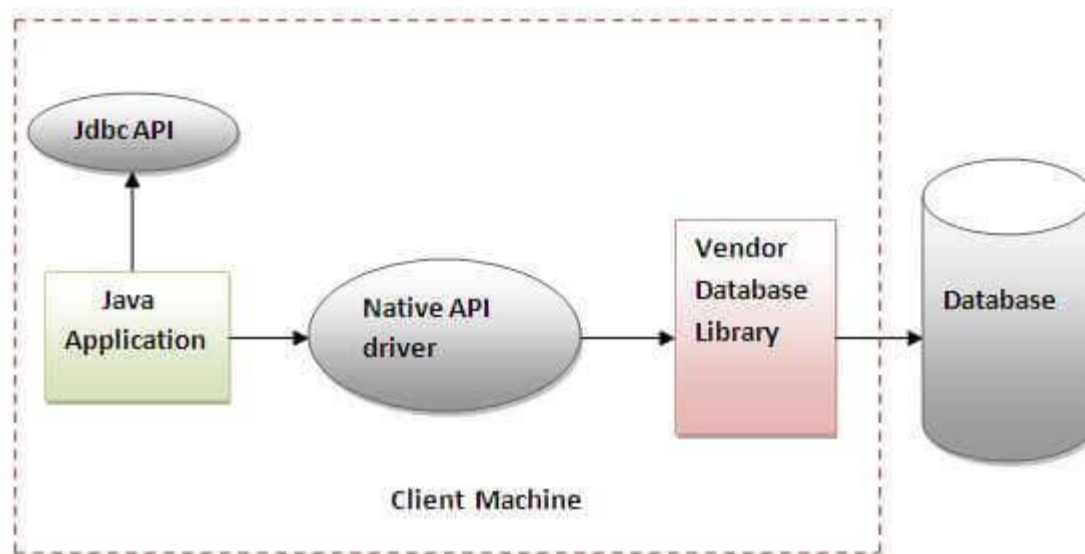 Jdbc API
Java
Application
Native API
driver
Vendor
Database
Library
Database
Client Machine